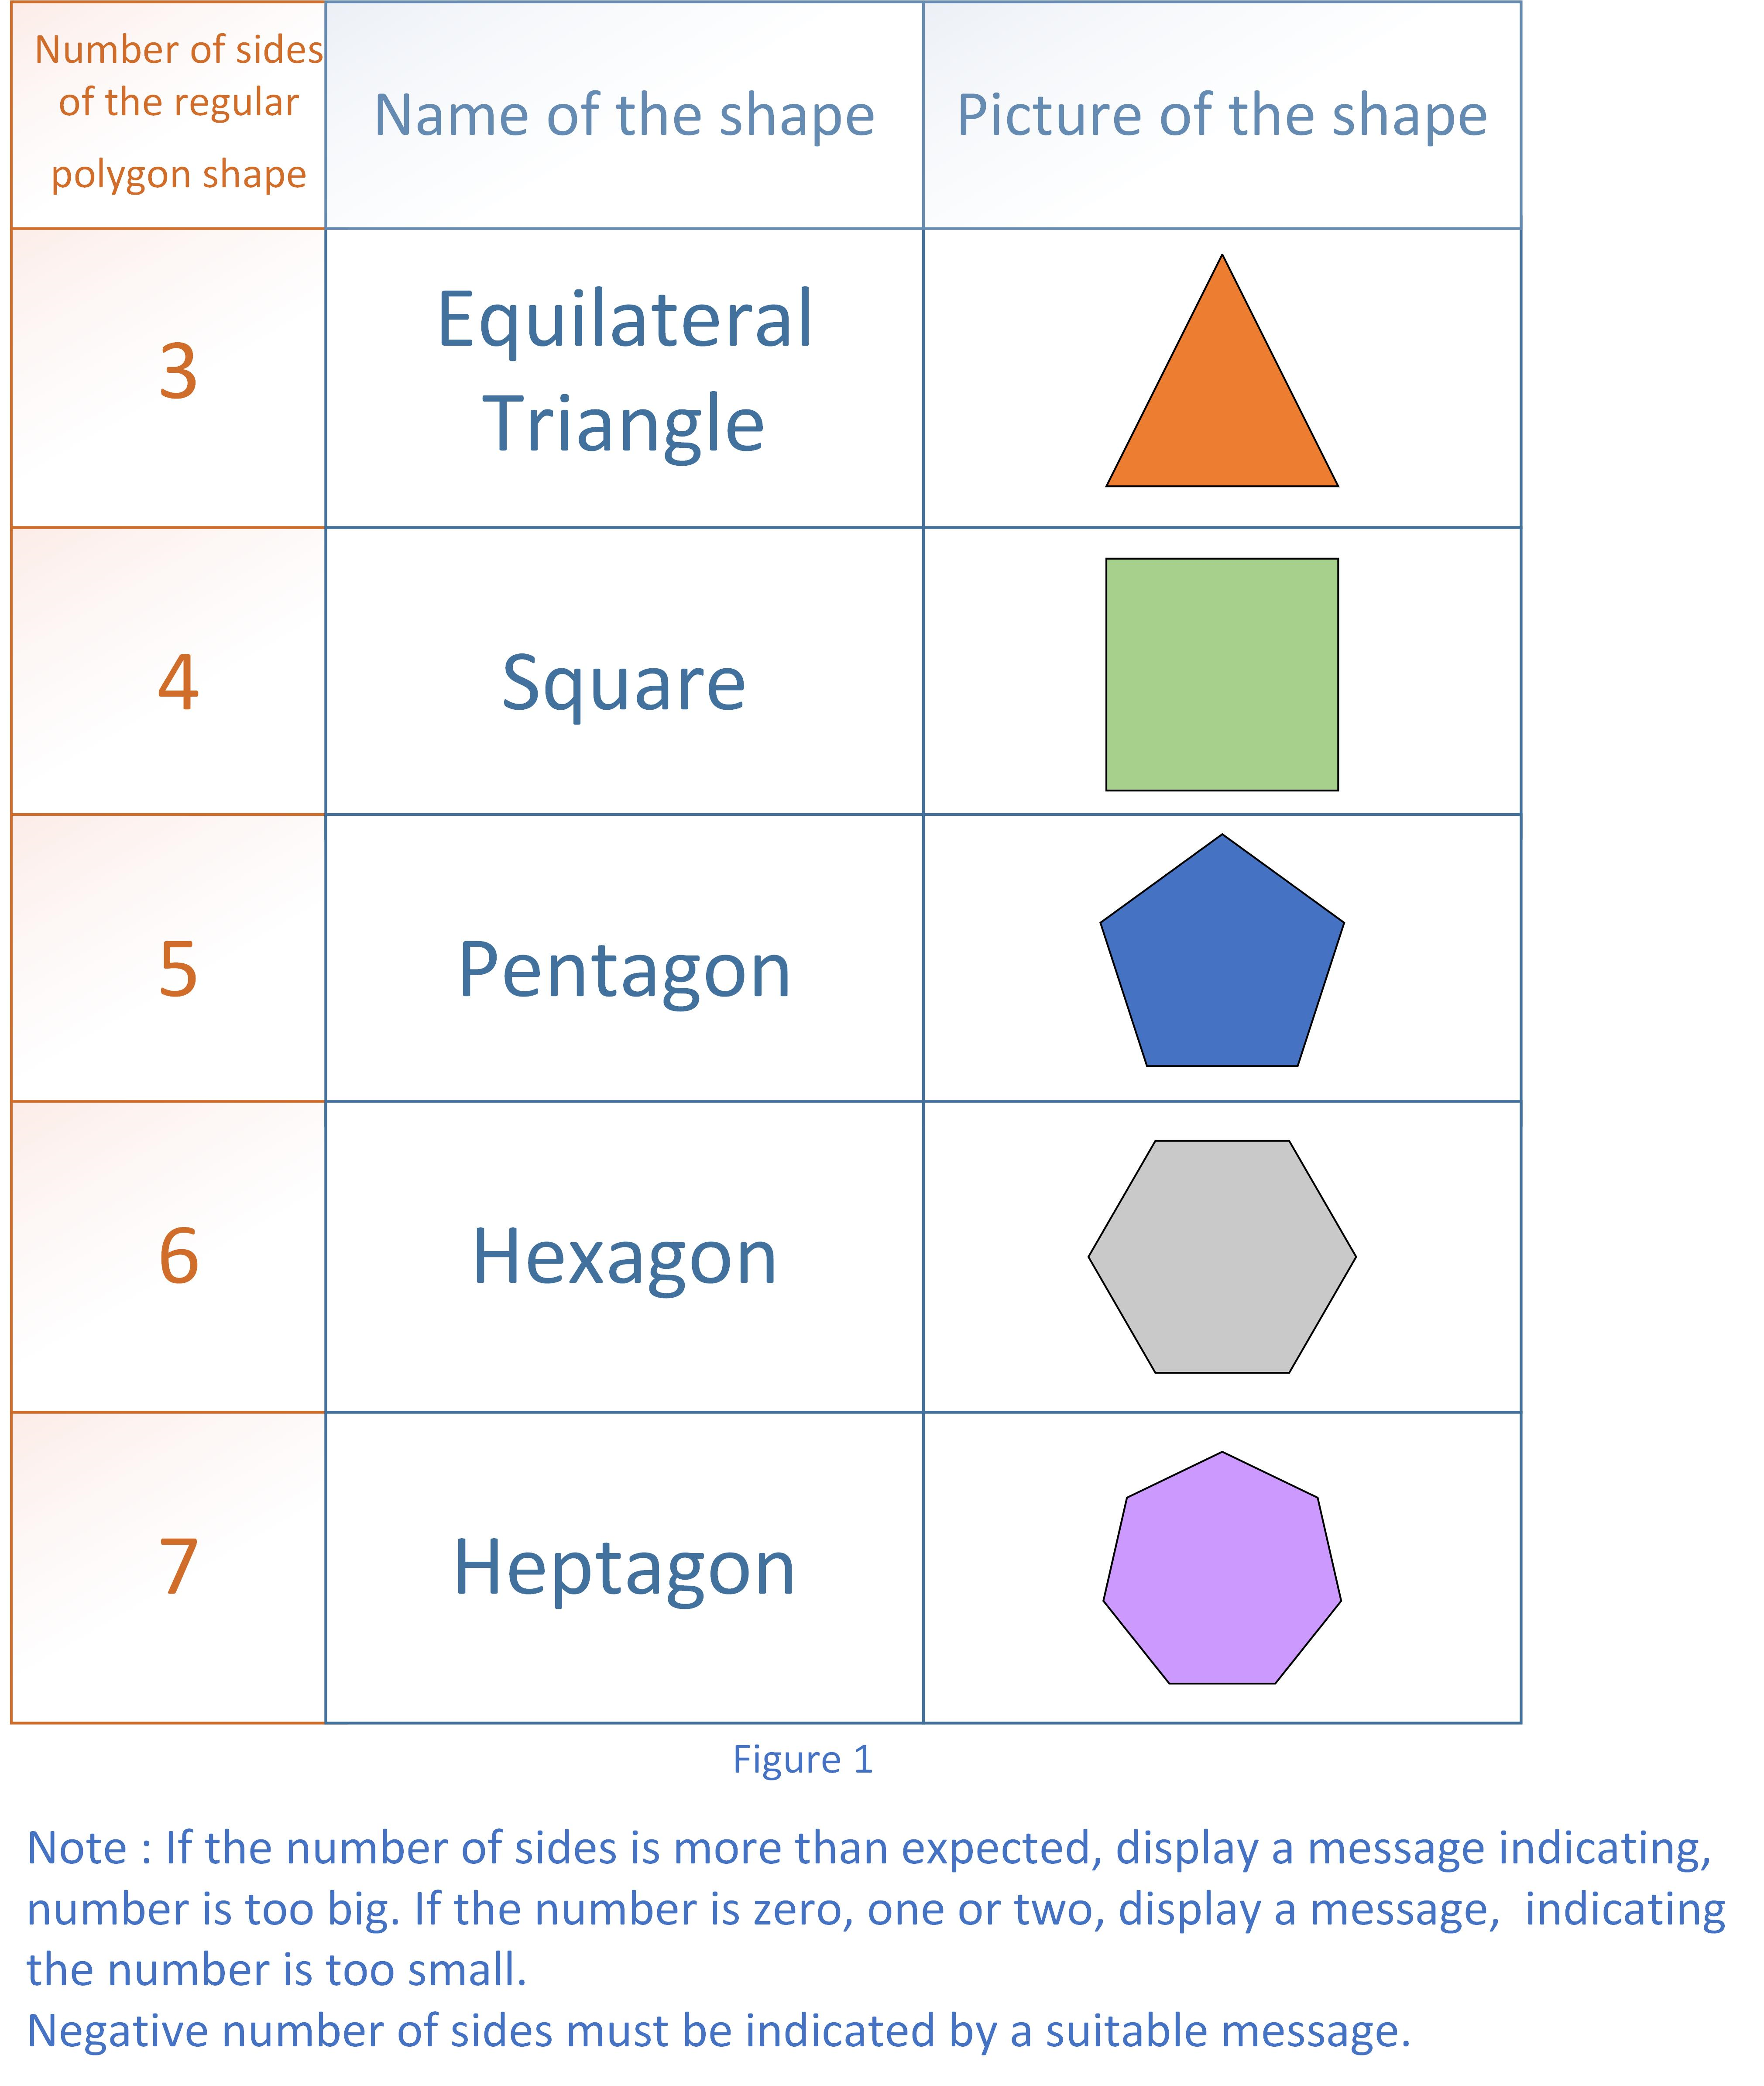 Number of sides
of the regular
polygon shape
Name of the shape
Picture of the shape
3
Equilateral
Triangle
4
Square
5
Pentagon
6
Hexagon
7
Heptagon
Figure 1
Note : If the number of sides is more than expected, display a message indicating,
number is too big. If the number is zero, one or two, display a message,  indicating
the number is too small.
Negative number of sides must be indicated by a suitable message.